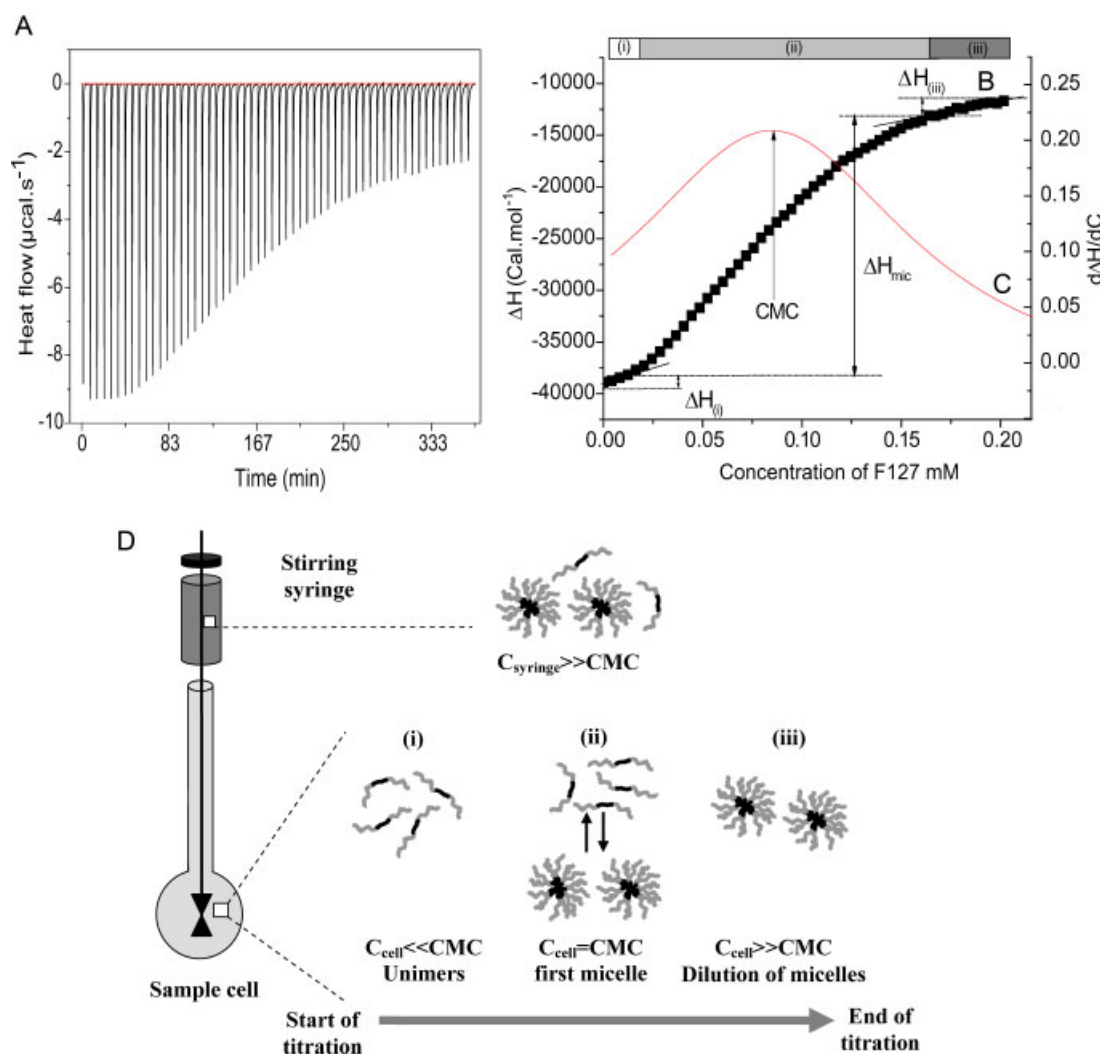 A
0
-2
-4
-6
-8
-10
Heat flow (µcal.s⁻¹)
0 83 167 250 333
Time (min)
(i) (ii) (iii)
-10000
-15000
-20000
-25000
-30000
-35000
-40000
ΔH (Cal.mol⁻¹)
ΔH(iii)
B
ΔHmic
CMC
C
ΔH(i)
0.25
0.20
0.15
0.10
0.05
0.00
dΔH/dC
0.00 0.05 0.10 0.15 0.20
Concentration of F127 mM
D
Stirring
syringe
Csyringe>>CMC
(i) (ii) (iii)
Ccell<<CMC Ccell=CMC Ccell>>CMC
Unimers first micelle Dilution of micelles
Sample cell
Start of
titration
End of
titration